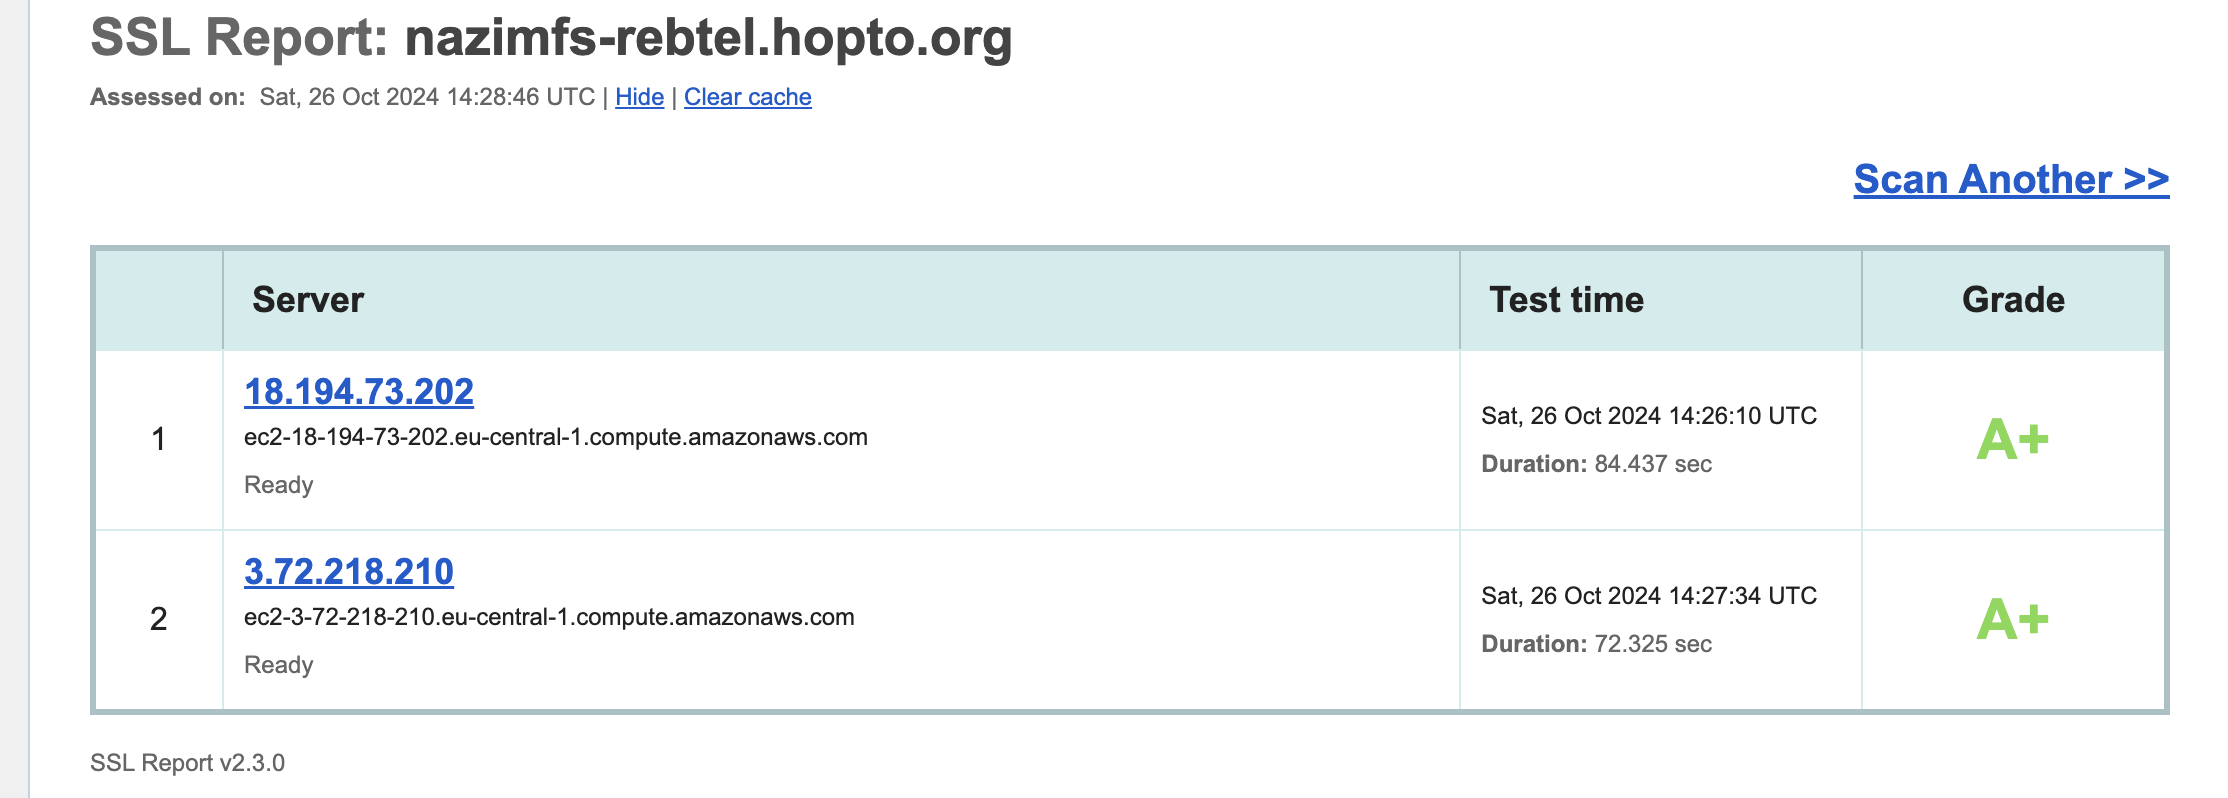 SSL Report: nazimfs-rebtel.hopto.org
Assessed on: Sat, 26 Oct 2024 14:28:46 UTC | Hide | Clear cache
Scan Another >>
Server Test time Grade
1
18.194.73.202
ec2-18-194-73-202.eu-central-1.compute.amazonaws.com
Ready
Sat, 26 Oct 2024 14:26:10 UTC
Duration: 84.437 sec
A+
2
3.72.218.210
ec2-3-72-218-210.eu-central-1.compute.amazonaws.com
Ready
Sat, 26 Oct 2024 14:27:34 UTC
Duration: 72.325 sec
A+
SSL Report v2.3.0